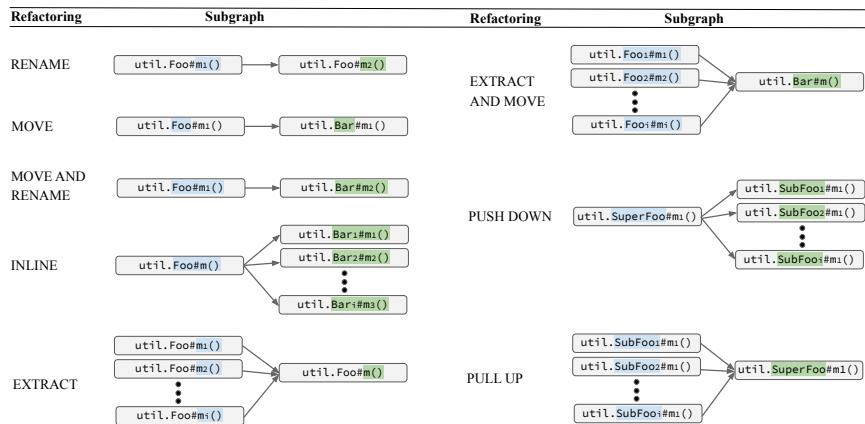 Refactoring Subgraph
RENAME
util.Foo#m1() util.Foo#m2()
MOVE
util.Foo#m1() util.Bar#m1()
MOVE AND
RENAME
util.Foo#m1() util.Bar#m2()
INLINE
util.Foo#m()
util.Bar1#m1()
util.Bar2#m2()
util.Bari#m3()
EXTRACT
util.Foo#m1()
util.Foo#m2()
util.Foo#mi()
util.Foo#m()
Refactoring Subgraph
EXTRACT
AND MOVE
util.Foo1#m1()
util.Foo2#m2()
util.Fooi#mi()
util.Bar#m()
PUSH DOWN
util.SuperFoo#m1()
util.SubFoo1#m1()
util.SubFoo2#m1()
util.SubFooi#m1()
PULL UP
util.SubFoo1#m1()
util.SubFoo2#m1()
util.SubFooi#m1()
util.SuperFoo#m1()